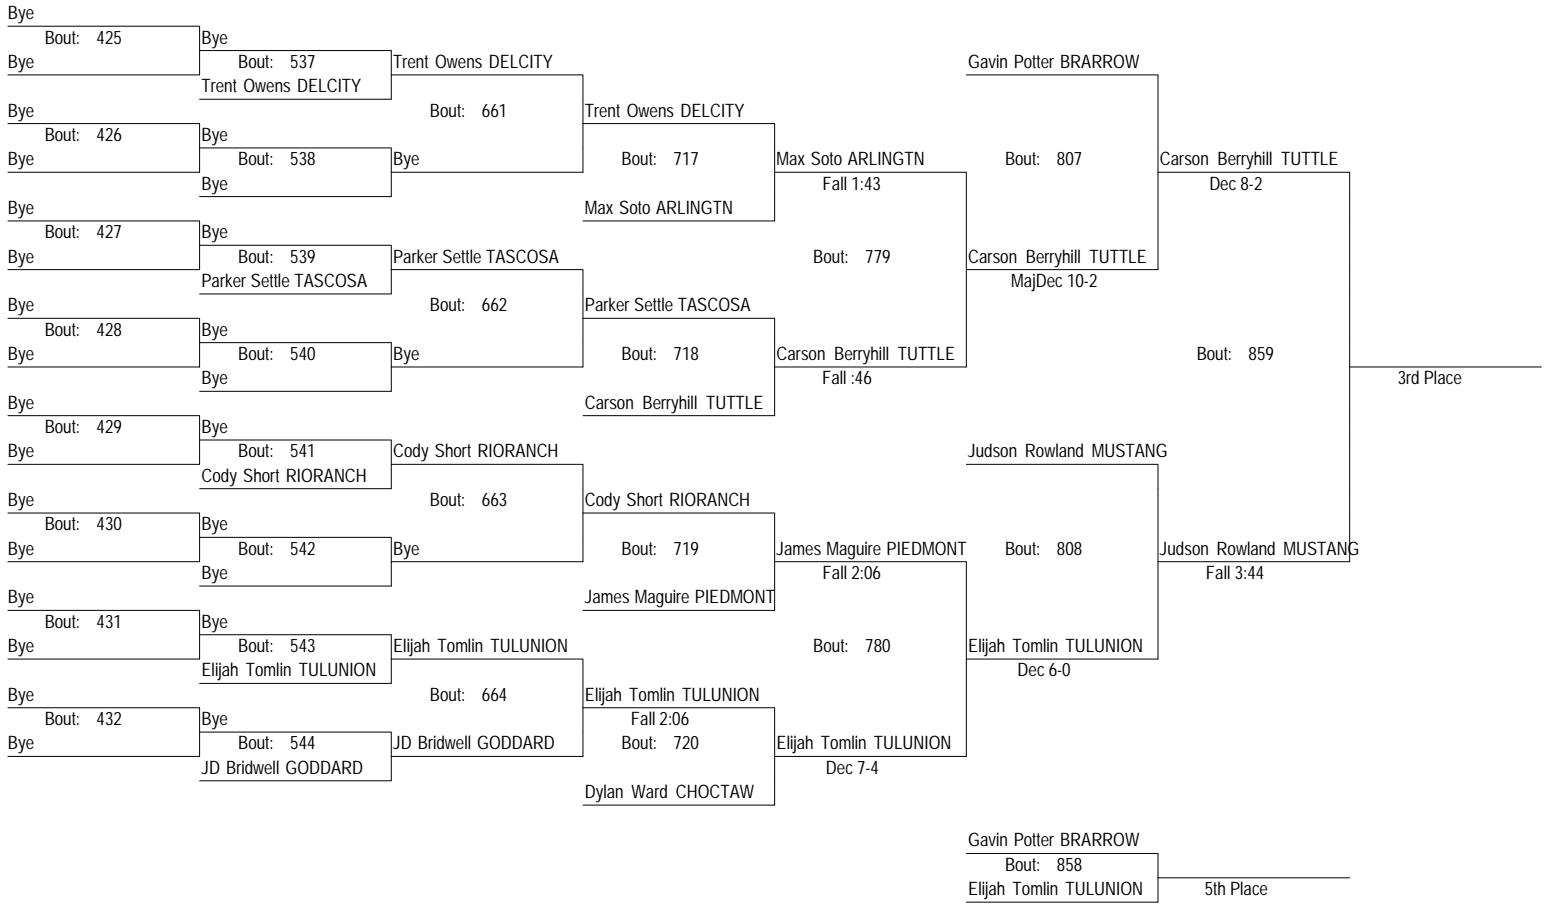 Bye
Bout: 425 Bye
Bye Bout: 537 Trent Owens DELCITY Gavin Potter BRARROW
Trent Owens DELCITY
Bye Bout: 661 Trent Owens DELCITY
Bout: 426 Bye
Bye Bout: 538 Bye Bout: 717 Max Soto ARLINGTN Bout: 807 Carson Berryhill TUTTLE
Bye Fall 1:43 Dec 8-2
Bye Max Soto ARLINGTN
Bout: 427 Bye
Bye Bout: 539 Parker Settle TASCOSA Bout: 779 Carson Berryhill TUTTLE
Parker Settle TASCOSA MajDec 10-2
Bye Bout: 662 Parker Settle TASCOSA
Bout: 428 Bye
Bye Bout: 540 Bye Bout: 718 Carson Berryhill TUTTLE Bout: 859
Bye Fall :46 3rd Place
Bye Carson Berryhill TUTTLE
Bout: 429 Bye
Bye Bout: 541 Cody Short RIORANCH Judson Rowland MUSTANG
Cody Short RIORANCH
Bye Bout: 663 Cody Short RIORANCH
Bout: 430 Bye
Bye Bout: 542 Bye Bout: 719 James Maguire PIEDMONT Bout: 808 Judson Rowland MUSTANG
Bye Fall 2:06 Fall 3:44
Bye James Maguire PIEDMONT
Bout: 431 Bye
Bye Bout: 543 Elijah Tomlin TULUNION Bout: 780 Elijah Tomlin TULUNION
Elijah Tomlin TULUNION Dec 6-0
Bye Bout: 664 Elijah Tomlin TULUNION
Bout: 432 Bye Fall 2:06
Bye Bout: 544 JD Bridwell GODDARD Bout: 720 Elijah Tomlin TULUNION
JD Bridwell GODDARD Dec 7-4
Dylan Ward CHOCTAW
Gavin Potter BRARROW
Bout: 858
Elijah Tomlin TULUNION 5th Place